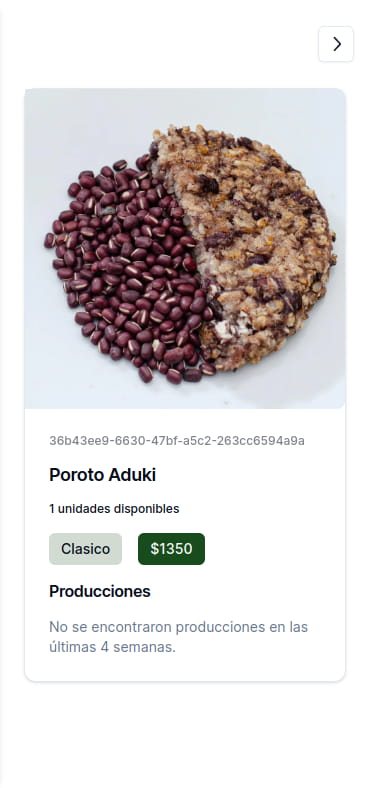 36b43ee9-6630-47bf-a5c2-263cc6594a9a
Poroto Aduki
1 unidades disponibles
Clasico $1350
Producciones
No se encontraron producciones en las
últimas 4 semanas.